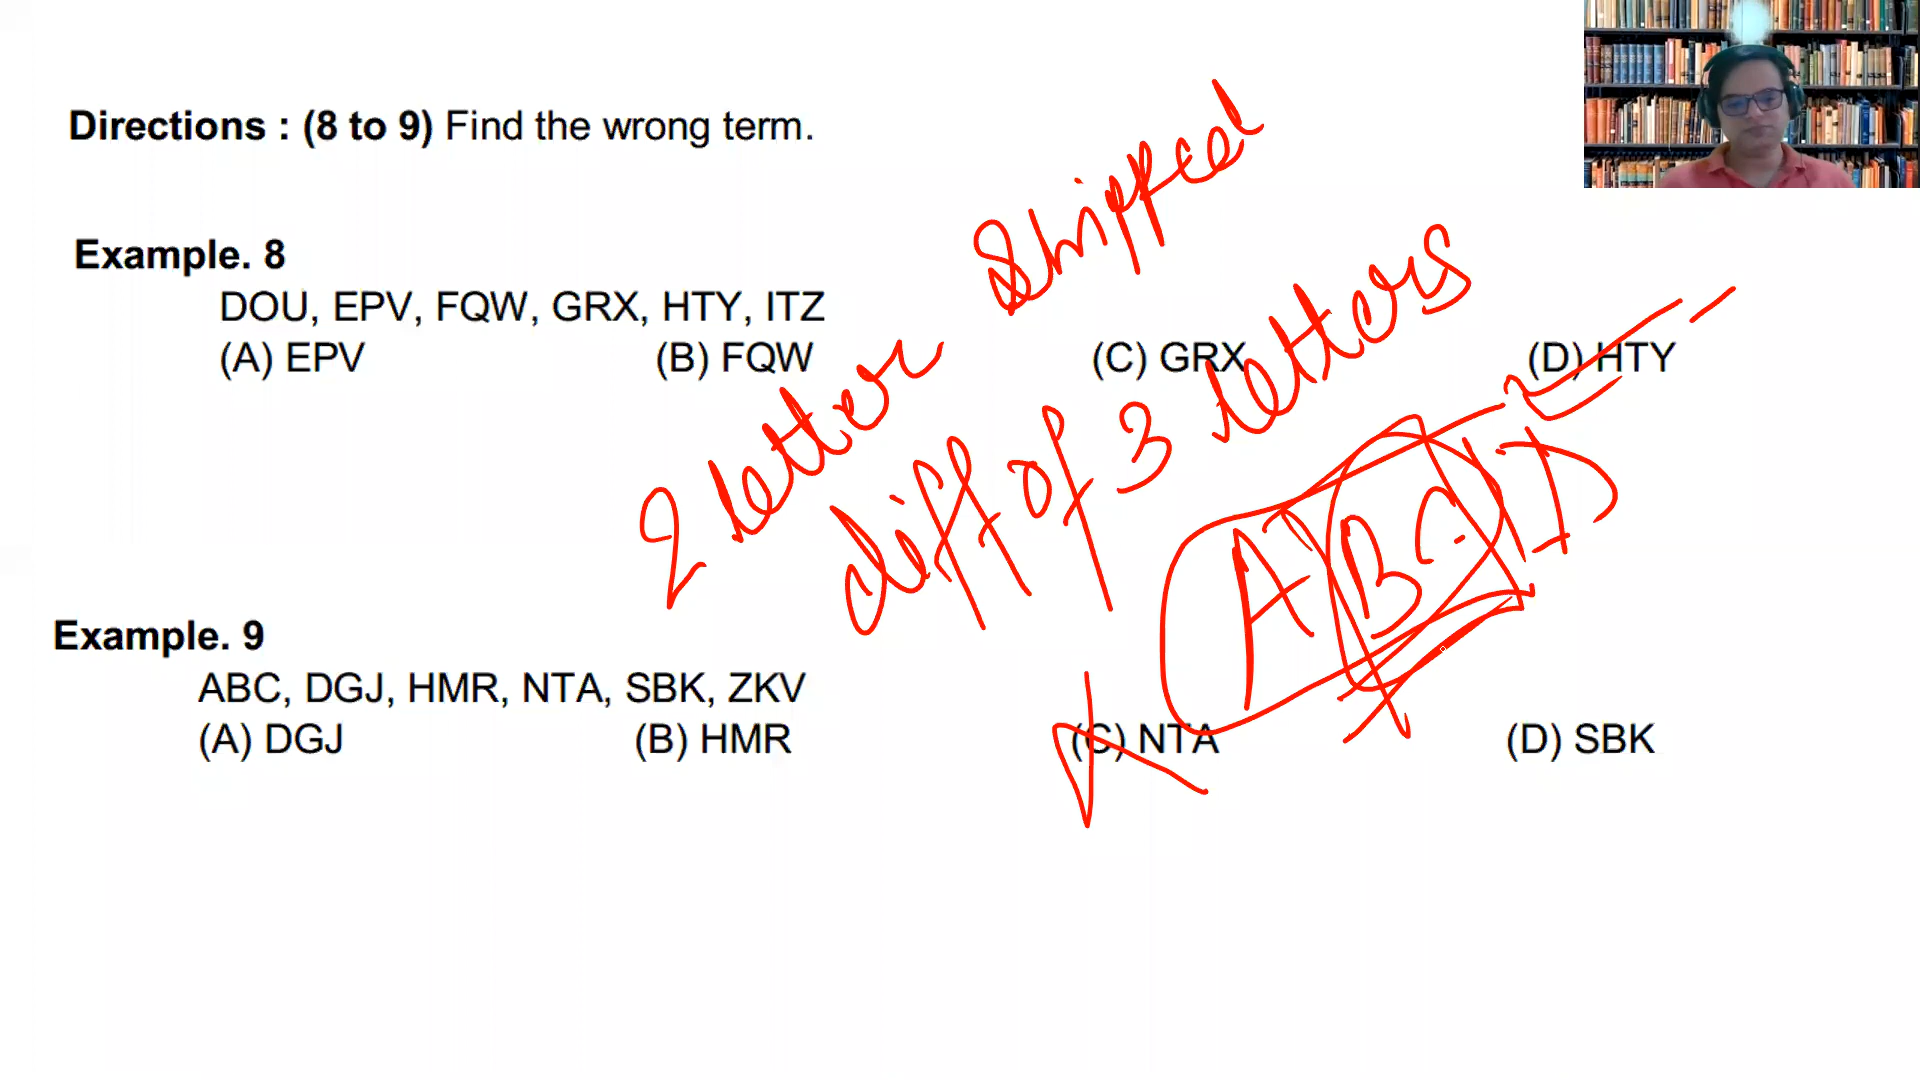 Directions : (8 to 9) Find the wrong term.
Example. 8
DOU, EPV, FQW, GRX, HTY, ITZ
(A) EPV (B) FQW (C) GRX (D) HTY
2 letter
diff of 3 letters
A B C D
Example. 9
ABC, DGJ, HMR, NTA, SBK, ZKV
(A) DGJ (B) HMR (C) NTA (D) SBK